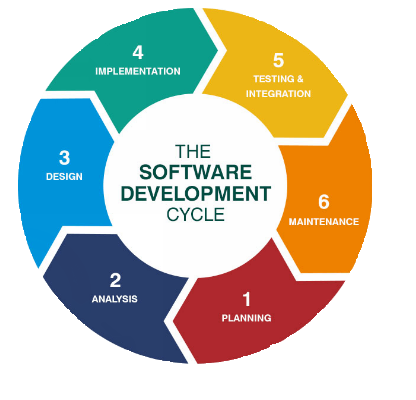 THE
SOFTWARE
DEVELOPMENT
CYCLE
1
PLANNING
2
ANALYSIS
3
DESIGN
4
IMPLEMENTATION
5
TESTING &
INTEGRATION
6
MAINTENANCE